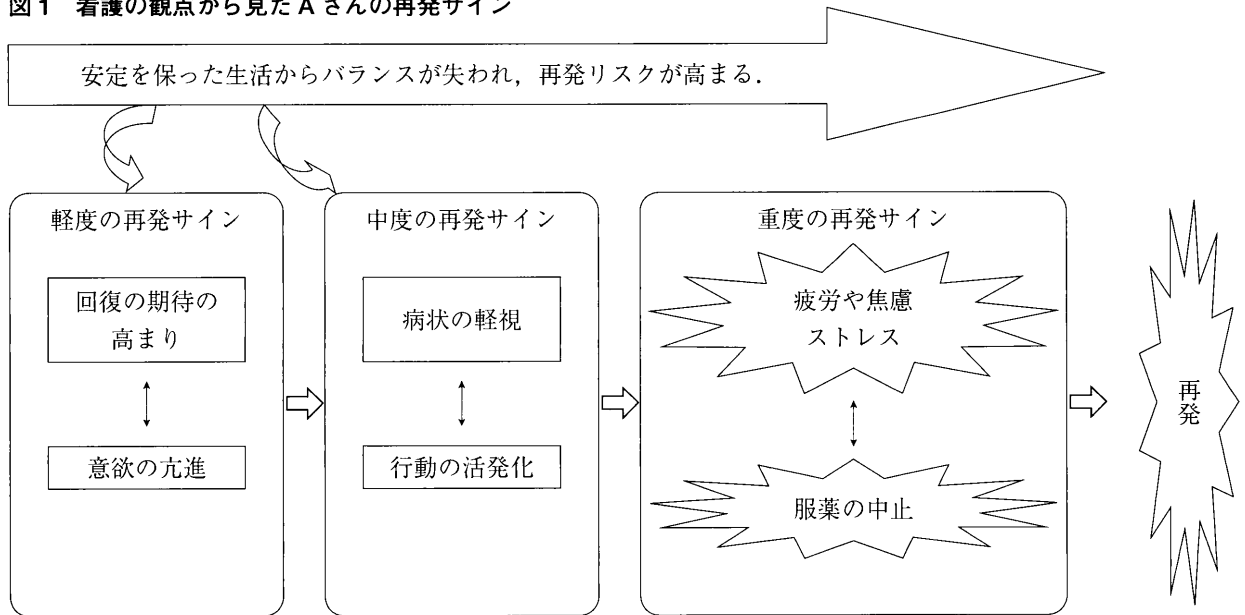 図1 看護の観点から見たAさんの再発サイン
安定を保った生活からバランスが失われ，再発リスクが高まる．
軽度の再発サイン
回復の期待の
高まり
意欲の亢進
中度の再発サイン
病状の軽視
行動の活発化
重度の再発サイン
疲労や焦慮
ストレス
服薬の中止
再発